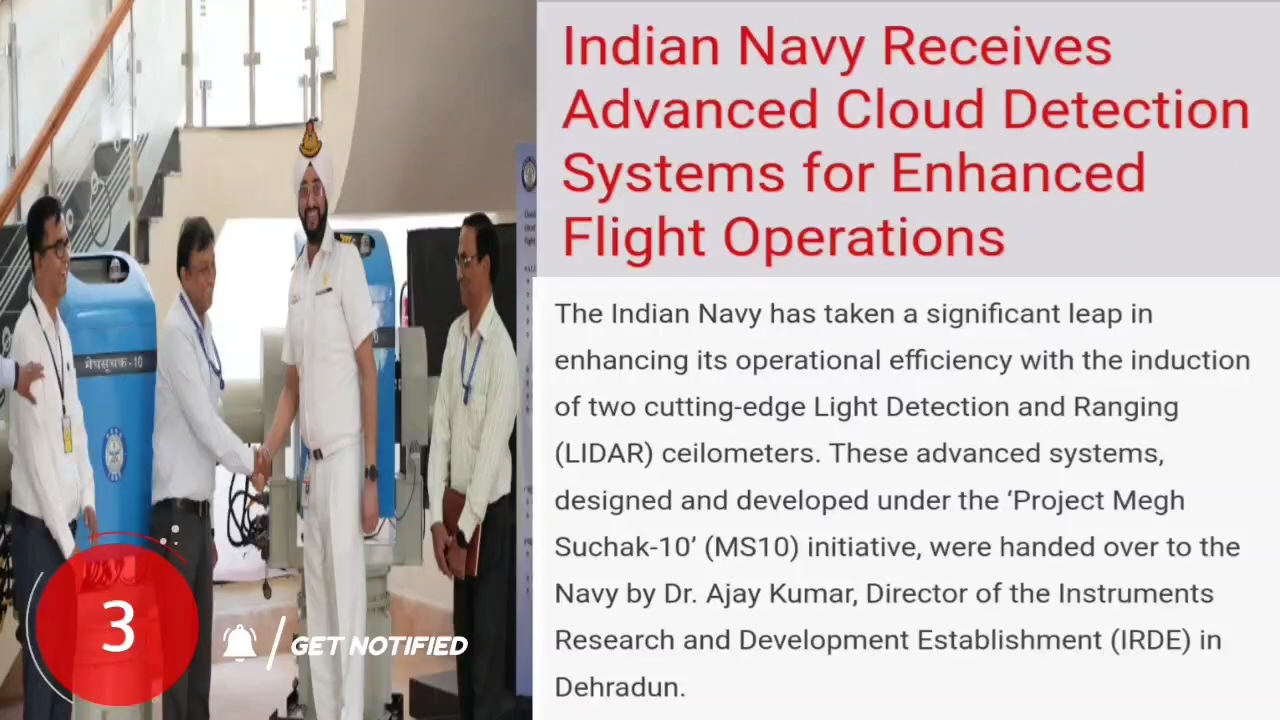 Indian Navy Receives
Advanced Cloud Detection
Systems for Enhanced
Flight Operations
The Indian Navy has taken a significant leap in
enhancing its operational efficiency with the induction
of two cutting-edge Light Detection and Ranging
(LIDAR) ceilometers. These advanced systems,
designed and developed under the ‘Project Megh
Suchak-10’ (MS10) initiative, were handed over to the
Navy by Dr. Ajay Kumar, Director of the Instruments
Research and Development Establishment (IRDE) in
Dehradun.
मेघसूचक-10
3
GET NOTIFIED